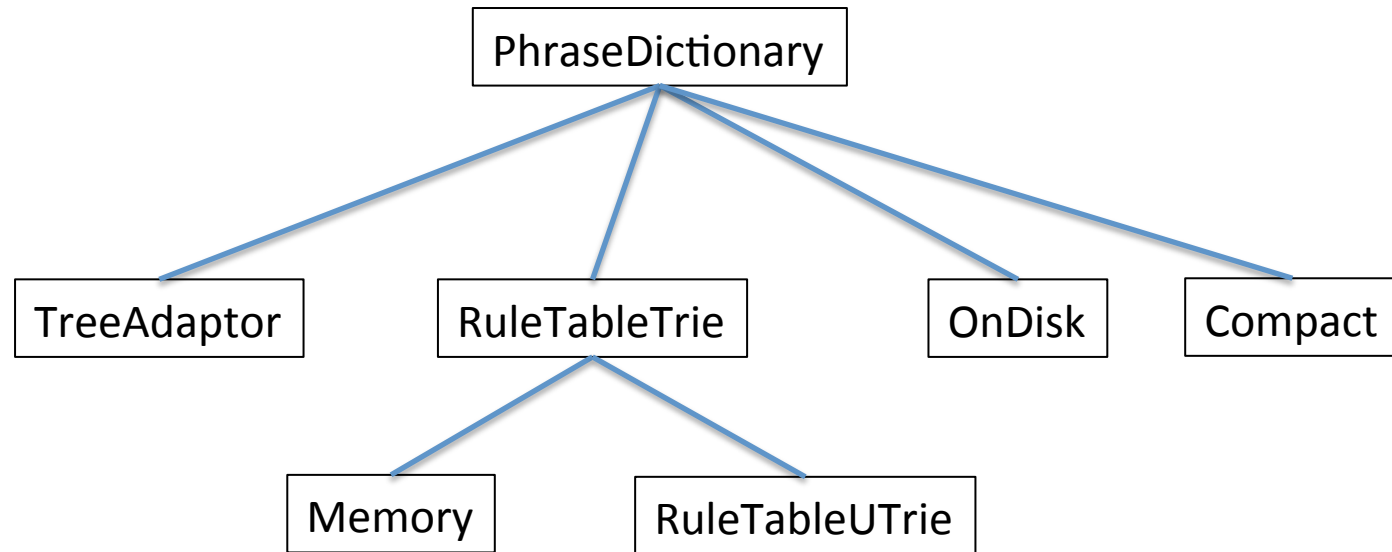 PhraseDictionary
TreeAdaptor
RuleTableTrie
OnDisk
Compact
Memory
RuleTableUTrie